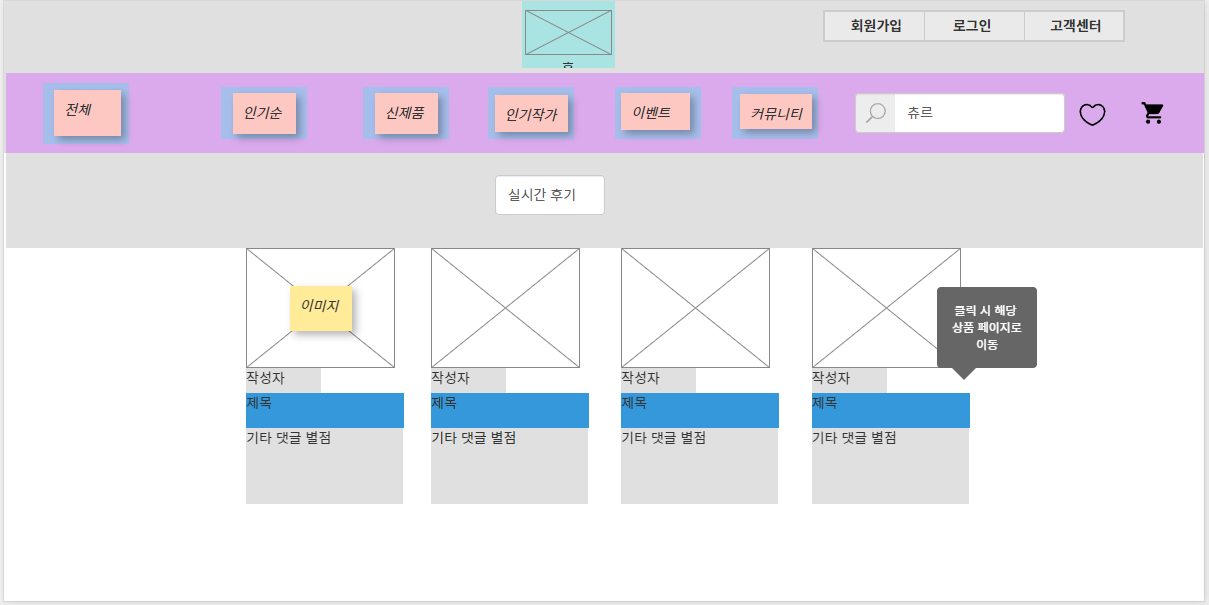 회원가입 로그인 고객센터
홈
전체 인기순 신제품 인기작가 이벤트 커뮤니티 츄르
실시간 후기
이미지
클릭 시 해당
상품 페이지로
이동
작성자 작성자 작성자 작성자
제목 제목 제목 제목
기타 댓글 별점 기타 댓글 별점 기타 댓글 별점 기타 댓글 별점